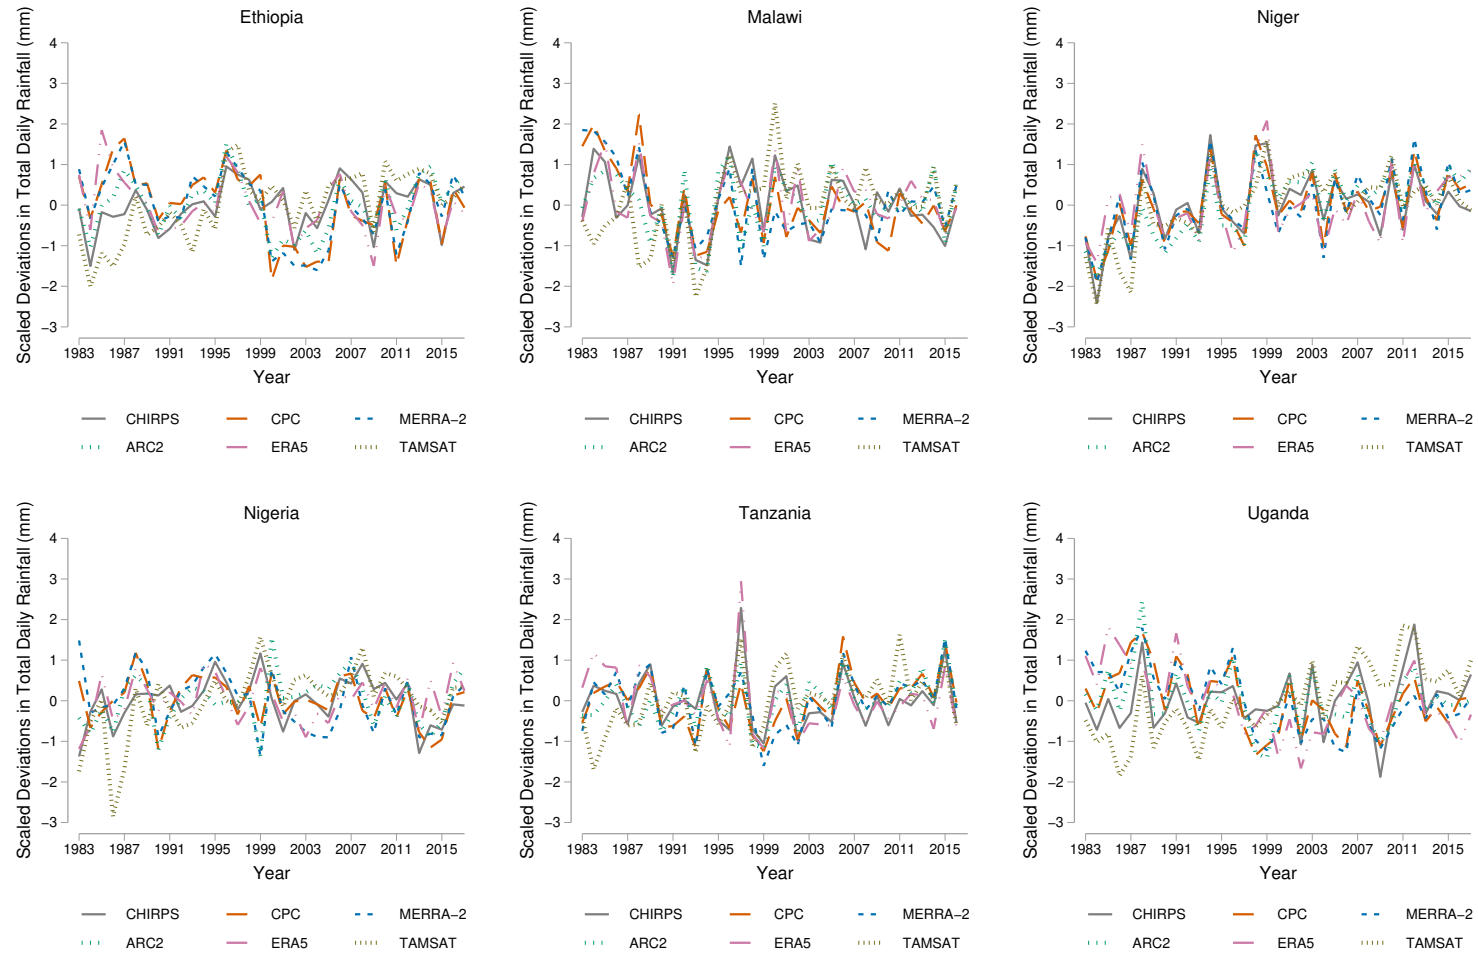 Ethiopia
Scaled Deviations in Total Daily Rainfall (mm)
4
3
2
1
0
−1
−2
−3
1983 1987 1991 1995 1999 2003 2007 2011 2015
Year
CHIRPS CPC MERRA−2
ARC2 ERA5 TAMSAT
Malawi
Scaled Deviations in Total Daily Rainfall (mm)
4
3
2
1
0
−1
−2
−3
1983 1987 1991 1995 1999 2003 2007 2011 2015
Year
CHIRPS CPC MERRA−2
ARC2 ERA5 TAMSAT
Niger
Scaled Deviations in Total Daily Rainfall (mm)
4
3
2
1
0
−1
−2
−3
1983 1987 1991 1995 1999 2003 2007 2011 2015
Year
CHIRPS CPC MERRA−2
ARC2 ERA5 TAMSAT
Nigeria
Scaled Deviations in Total Daily Rainfall (mm)
4
3
2
1
0
−1
−2
−3
1983 1987 1991 1995 1999 2003 2007 2011 2015
Year
CHIRPS CPC MERRA−2
ARC2 ERA5 TAMSAT
Tanzania
Scaled Deviations in Total Daily Rainfall (mm)
4
3
2
1
0
−1
−2
−3
1983 1987 1991 1995 1999 2003 2007 2011 2015
Year
CHIRPS CPC MERRA−2
ARC2 ERA5 TAMSAT
Uganda
Scaled Deviations in Total Daily Rainfall (mm)
4
3
2
1
0
−1
−2
−3
1983 1987 1991 1995 1999 2003 2007 2011 2015
Year
CHIRPS CPC MERRA−2
ARC2 ERA5 TAMSAT